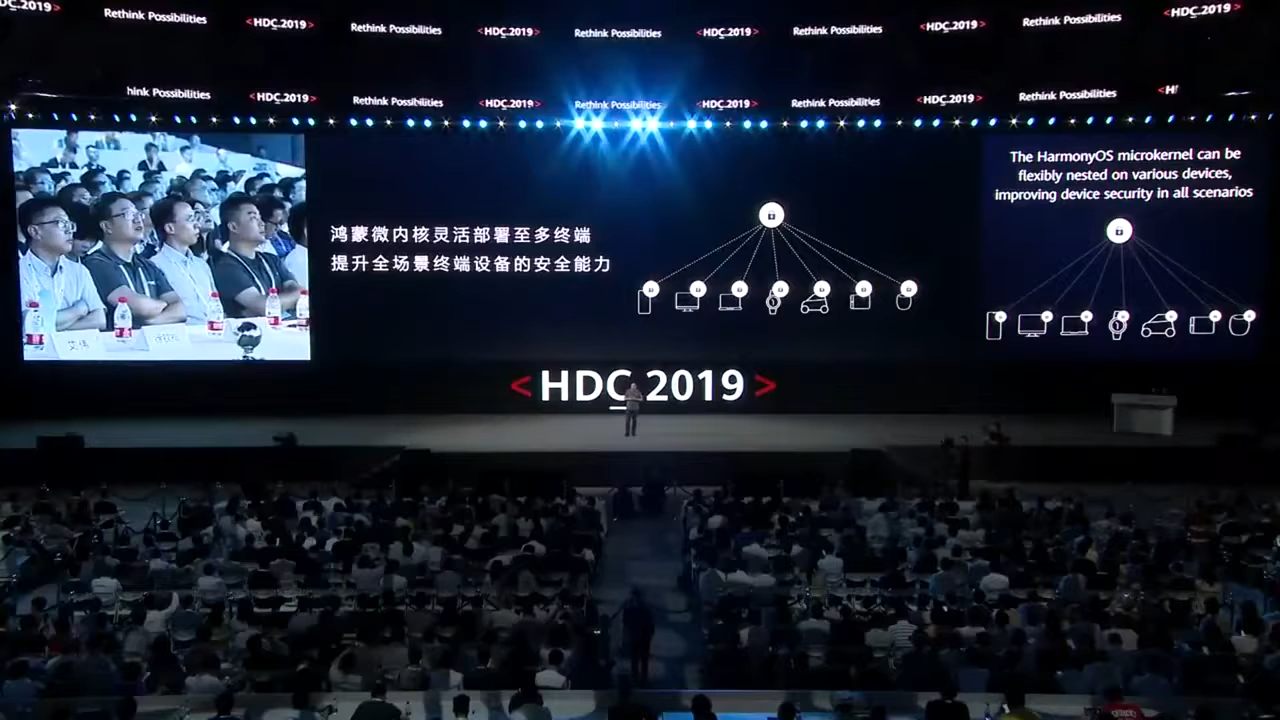 DC.2019>
Rethink Possibilities
<HDC.2019>
Rethink Possibilities
<HDC.2019>
Rethink Possibilities
<HDC.2019>
Rethink Possibilities
<HDC.2019>
Rethink Possibilities
<HDC.2019>
hink Possibilities
<HDC.2019>
Rethink Possibilities
<HDC.2019>
Rethink Possibilities
<HDC.2019>
Rethink Possibilities
<HDC.2019>
Rethink Possibilities
<H
鸿蒙微内核灵活部署至多终端
提升全场景终端设备的安全能力
The HarmonyOS microkernel can be
flexibly nested on various devices,
improving device security in all scenarios
<HDC.2019>